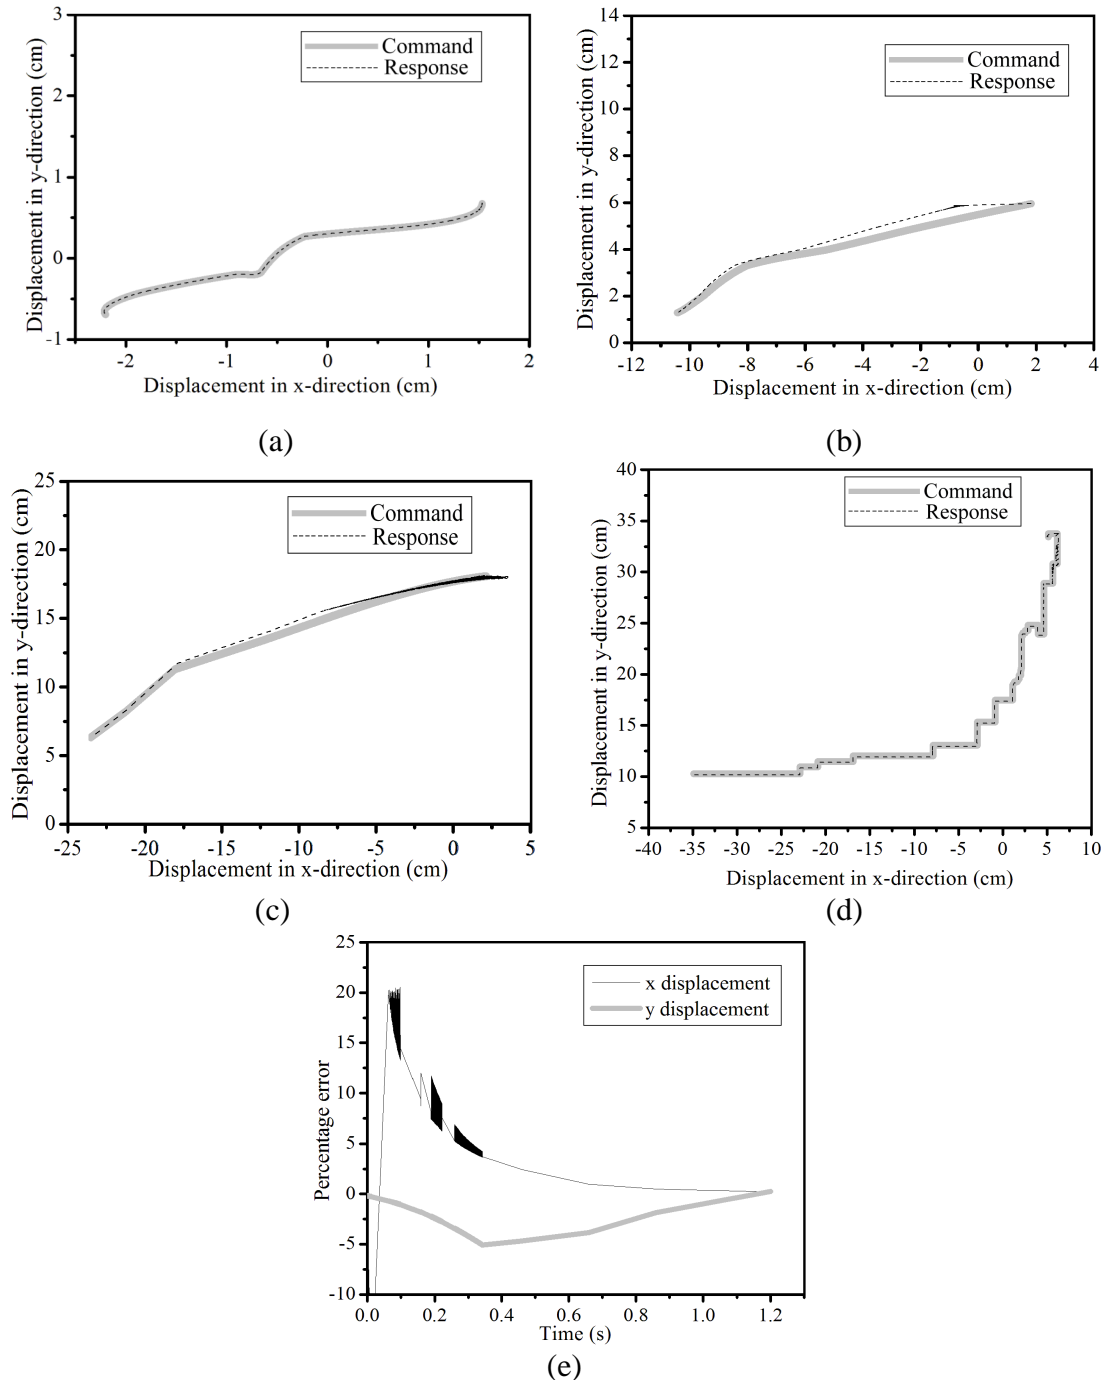 3
2
1
0
-1
-2
-1
0
1
2
Displacement in y-direction (cm)
Displacement in x-direction (cm)
Command
Response
(a)
14
12
10
8
6
4
2
0
-12
-10
-8
-6
-4
-2
0
2
4
Displacement in y-direction (cm)
Displacement in x-direction (cm)
Command
Response
(b)
25
20
15
10
5
0
-25
-20
-15
-10
-5
0
5
Displacement in y-direction (cm)
Displacement in x-direction (cm)
Command
Response
(c)
40
35
30
25
20
15
10
5
-40
-35
-30
-25
-20
-15
-10
-5
0
5
10
Displacement in y-direction (cm)
Displacement in x-direction (cm)
Command
Response
(d)
25
20
15
10
5
0
-5
-10
0.0
0.2
0.4
0.6
0.8
1.0
1.2
Percentage error
Time (s)
x displacement
y displacement
(e)